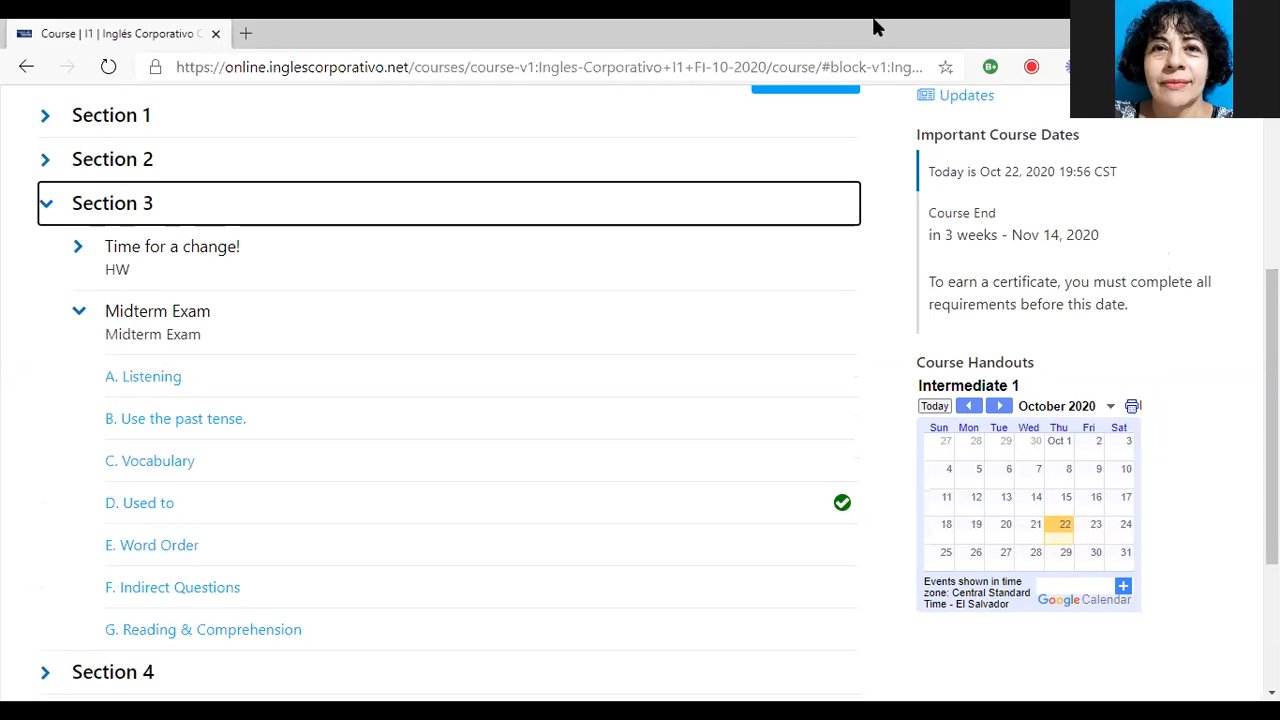 Course | I1 | Inglés Corporativo
https://online.inglescorporativo.net/courses/course-v1:Ingles-Corporativo+I1+FI-10-2020/course/#block-v1:Ing...
Updates
Section 1
Important Course Dates
Section 2
Today is Oct 22, 2020 19:56 CST
Section 3
Course End
in 3 weeks - Nov 14, 2020
Time for a change!
HW
To earn a certificate, you must complete all
requirements before this date.
Midterm Exam
Midterm Exam
Course Handouts
A. Listening
Intermediate 1
Today October 2020
B. Use the past tense.
Sun Mon Tue Wed Thu Fri Sat
27 28 29 30 Oct 1 2 3
C. Vocabulary
4 5 6 7 8 9 10
D. Used to
11 12 13 14 15 16 17
18 19 20 21 22 23 24
E. Word Order
25 26 27 28 29 30 31
F. Indirect Questions
Events shown in time
zone: Central Standard
Time - El Salvador
Google Calendar
G. Reading & Comprehension
Section 4